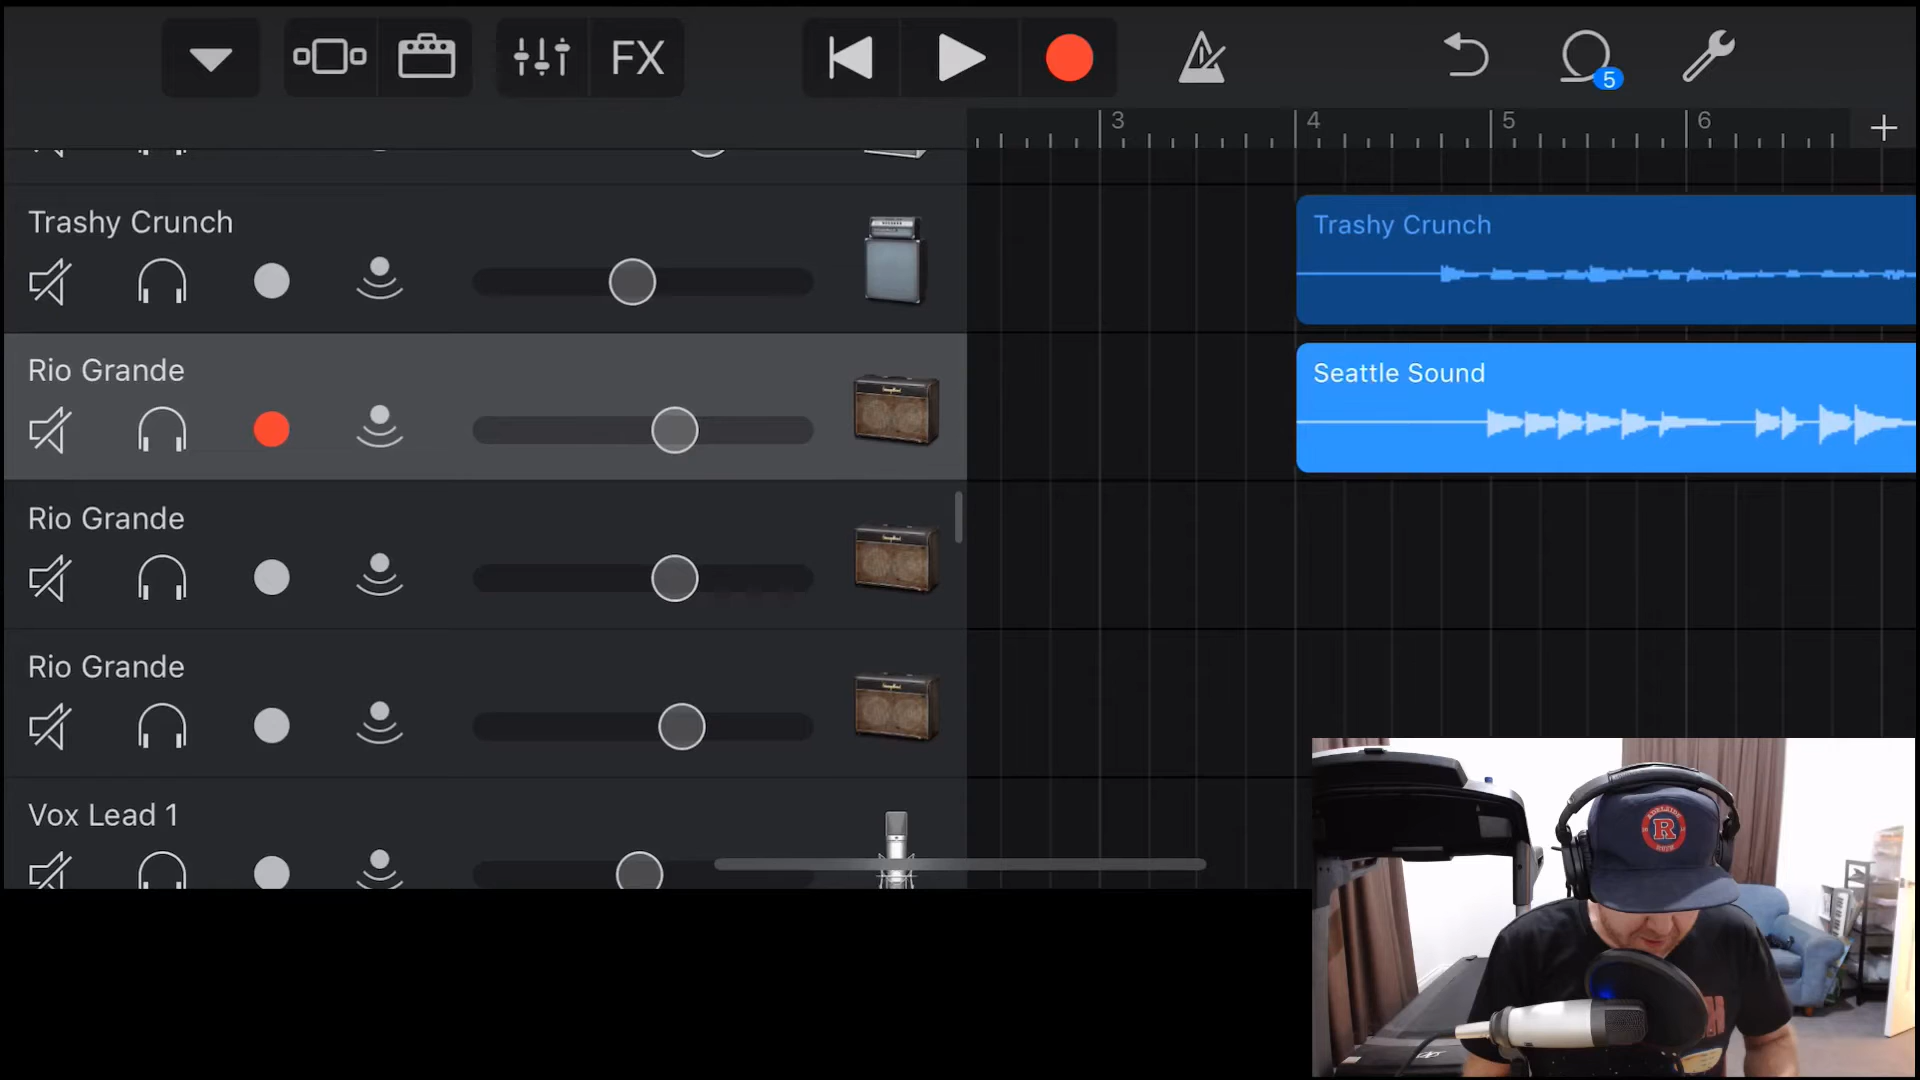 FX
5
3 4 5 6
Trashy Crunch
Trashy Crunch
Rio Grande
Seattle Sound
Rio Grande
Rio Grande
Vox Lead 1
R